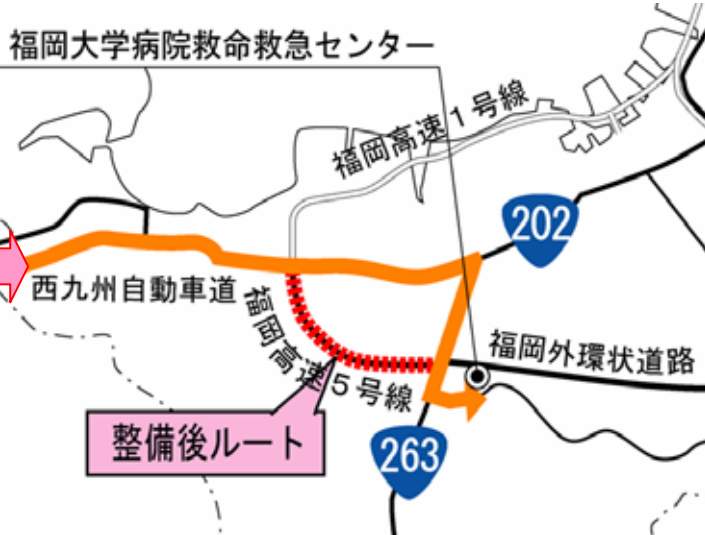 福岡大学病院救命救急センター
福岡高速1号線
202
西九州自動車道
福岡高速5号線
福岡外環状道路
整備後ルート
263